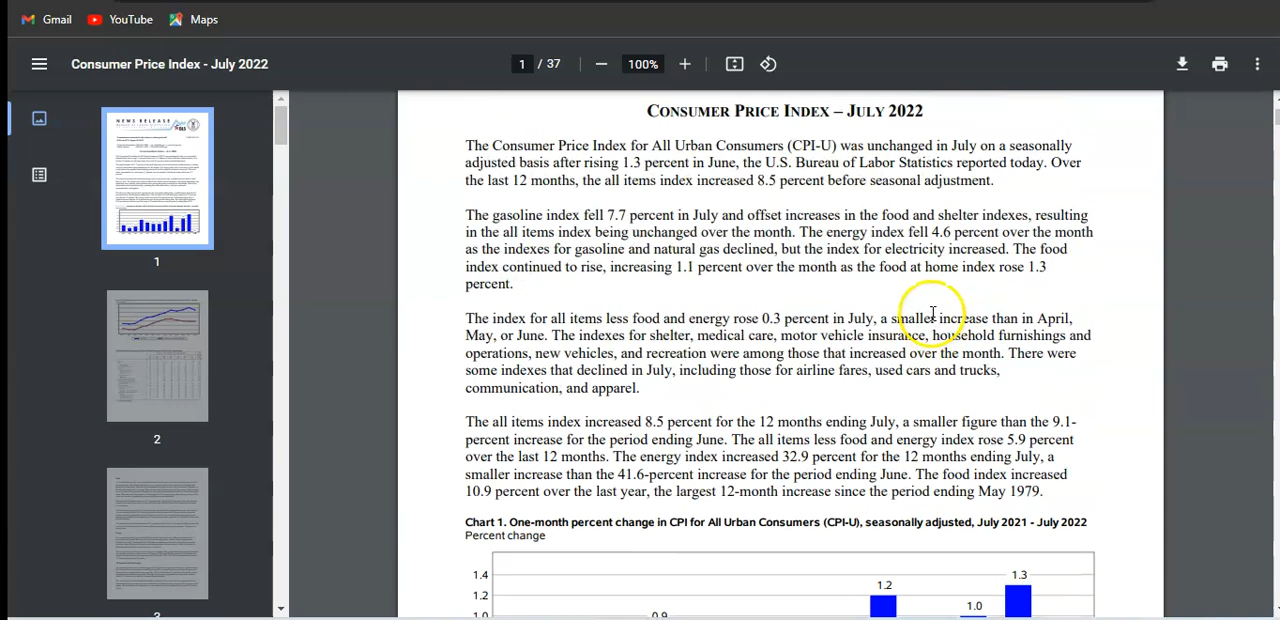 Gmail YouTube Maps
Consumer Price Index - July 2022 1 / 37 100%
CONSUMER PRICE INDEX – JULY 2022
The Consumer Price Index for All Urban Consumers (CPI-U) was unchanged in July on a seasonally
adjusted basis after rising 1.3 percent in June, the U.S. Bureau of Labor Statistics reported today. Over
the last 12 months, the all items index increased 8.5 percent before seasonal adjustment.
The gasoline index fell 7.7 percent in July and offset increases in the food and shelter indexes, resulting
in the all items index being unchanged over the month. The energy index fell 4.6 percent over the month
as the indexes for gasoline and natural gas declined, but the index for electricity increased. The food
index continued to rise, increasing 1.1 percent over the month as the food at home index rose 1.3
percent.
The index for all items less food and energy rose 0.3 percent in July, a smaller increase than in April,
May, or June. The indexes for shelter, medical care, motor vehicle insurance, household furnishings and
operations, new vehicles, and recreation were among those that increased over the month. There were
some indexes that declined in July, including those for airline fares, used cars and trucks,
communication, and apparel.
The all items index increased 8.5 percent for the 12 months ending July, a smaller figure than the 9.1-
percent increase for the period ending June. The all items less food and energy index rose 5.9 percent
over the last 12 months. The energy index increased 32.9 percent for the 12 months ending July, a
smaller increase than the 41.6-percent increase for the period ending June. The food index increased
10.9 percent over the last year, the largest 12-month increase since the period ending May 1979.
Chart 1. One-month percent change in CPI for All Urban Consumers (CPI-U), seasonally adjusted, July 2021 - July 2022
Percent change
1.4
1.3
1.2
1.2
1.0
1.0
0.9
NEWS RELEASE
BLS
1
2
3